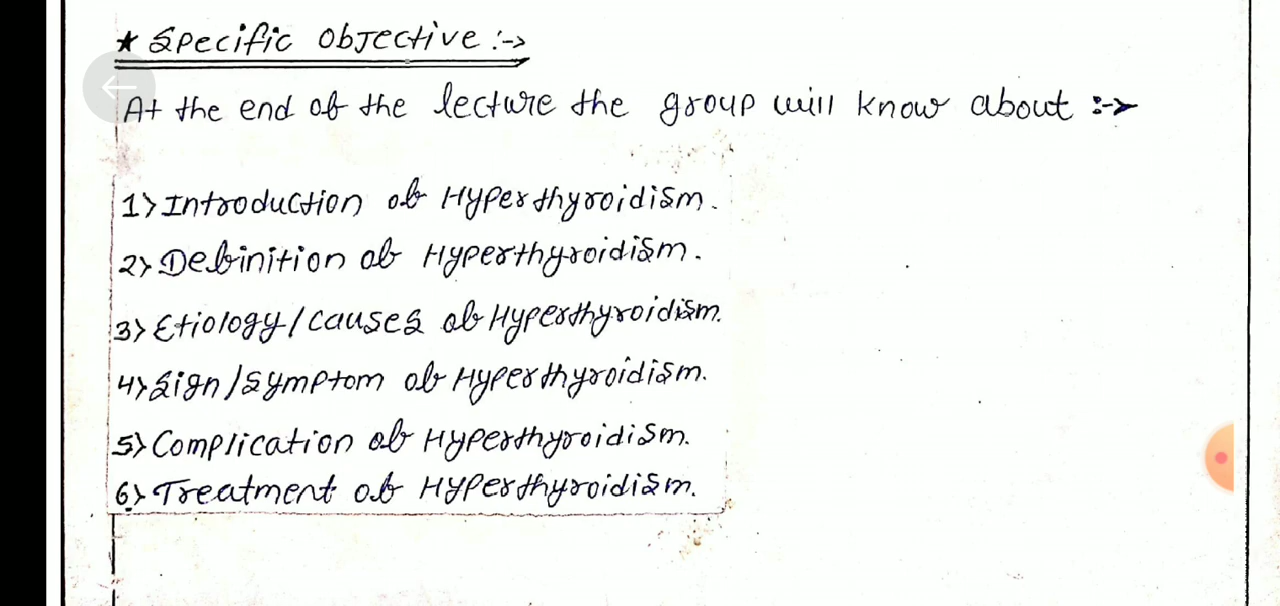 * Specific Objective :->
At the end of the lecture the group will know about :->
1> Introduction of Hyperthyroidism.
2> Definition of Hyperthyroidism.
3> Etiology/causes of Hyperthyroidism.
4> Sign/Symptom of Hyperthyroidism.
5> Complication of Hyperthyroidism.
6> Treatment of Hyperthyroidism.